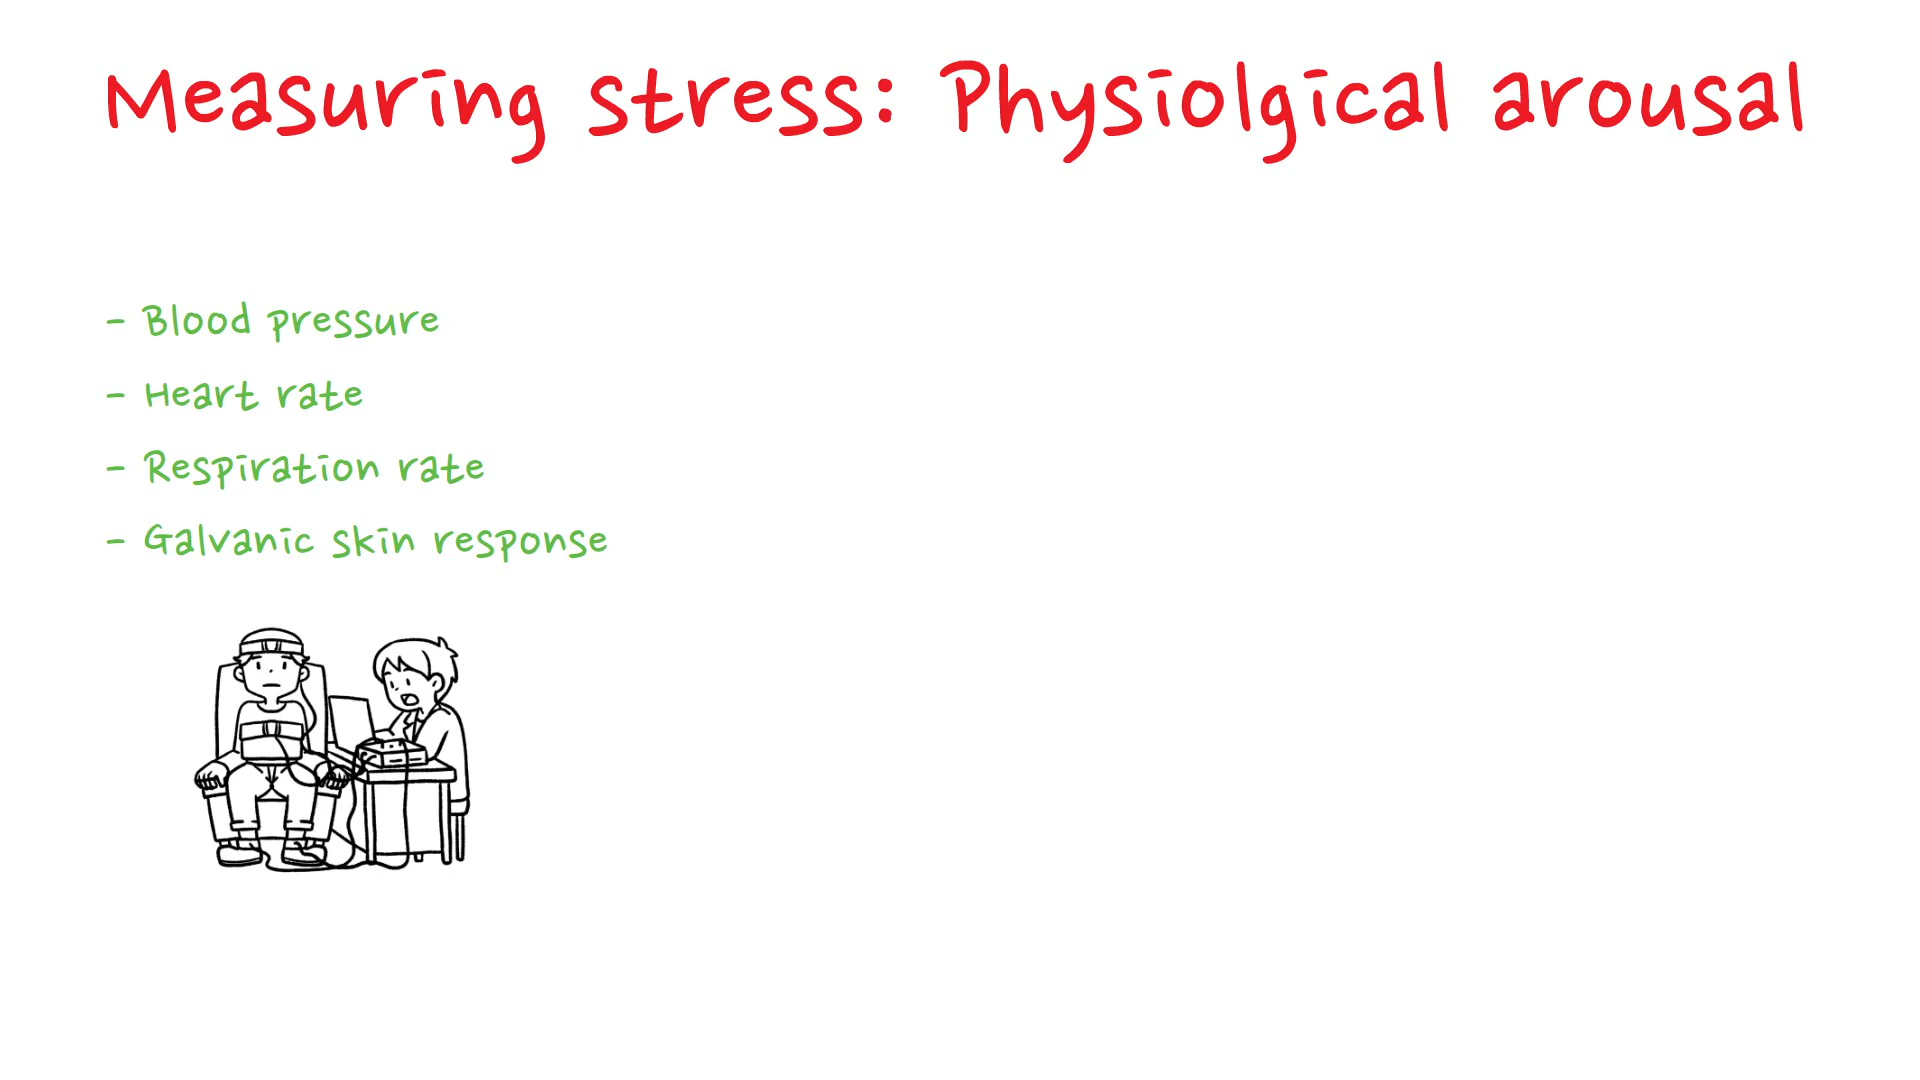 Measuring stress: Physiolgical arousal
- Blood pressure
- Heart rate
- Respiration rate
- Galvanic skin response